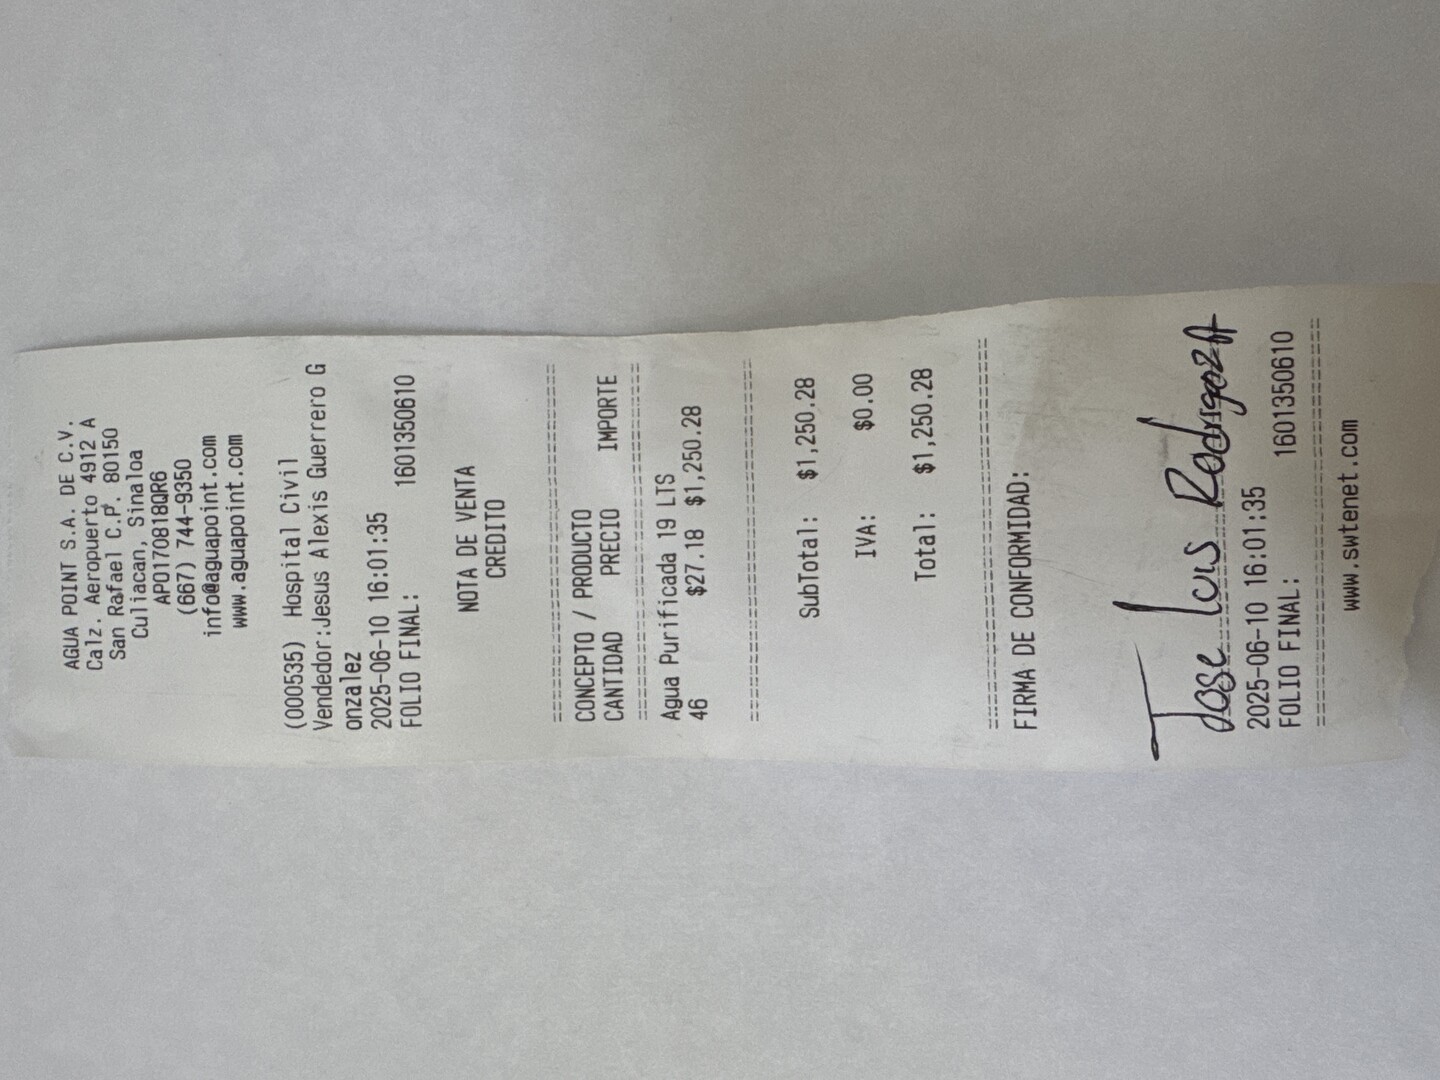 AGUA POINT S.A. DE C.V.
Calz. Aeropuerto 4912 A
San Rafael C.P. 80150
Culiacan, Sinaloa
APO170818QR6
(667) 744-9350
info@aguapoint.com
www.aguapoint.com
(000535) Hospital Civil
Vendedor:Jesus Alexis Guerrero G
onzalez
2025-06-10 16:01:35
FOLIO FINAL: 1601350610
NOTA DE VENTA
CREDITO
================================
CONCEPTO / PRODUCTO
CANTIDAD PRECIO IMPORTE
================================
Agua Purificada 19 LTS
46 $27.18 $1,250.28
================================
SubTotal: $1,250.28
IVA: $0.00
Total: $1,250.28
================================
FIRMA DE CONFORMIDAD:
Jose Luis
2025-06-10 16:01:35
FOLIO FINAL: 1601350610
================================
www.swtenet.com